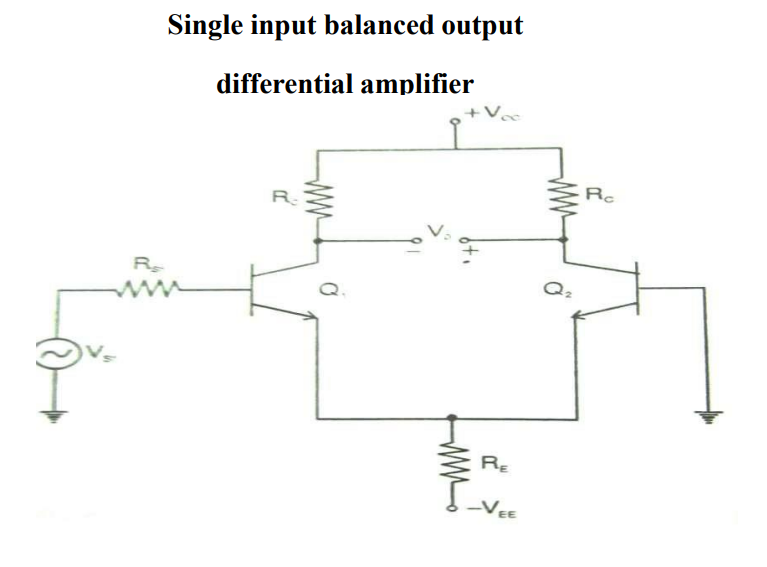 Single input balanced output
differential amplifier
+Vcc
Rc
Rc
Vo
− +
Rs
Q1
Q2
Vs
RE
-VEE